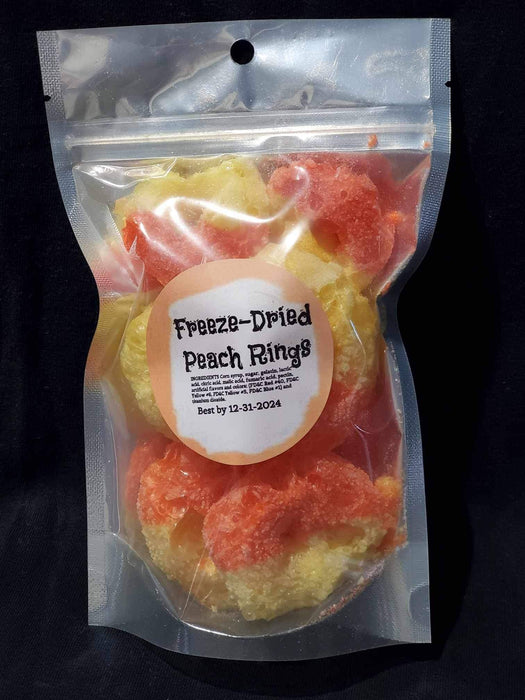 Freeze-Dried
Peach Rings
INGREDIENTS Corn syrup, sugar, gelatin, lactic
acid, citric acid, malic acid, fumaric acid, pectin,
artificial flavors and colors: (FD&C Red #40, FD&C
Yellow #6, FD&C Yellow #5, FD&C Blue #1) and
titanium dioxide.
Best by 12-31-2024